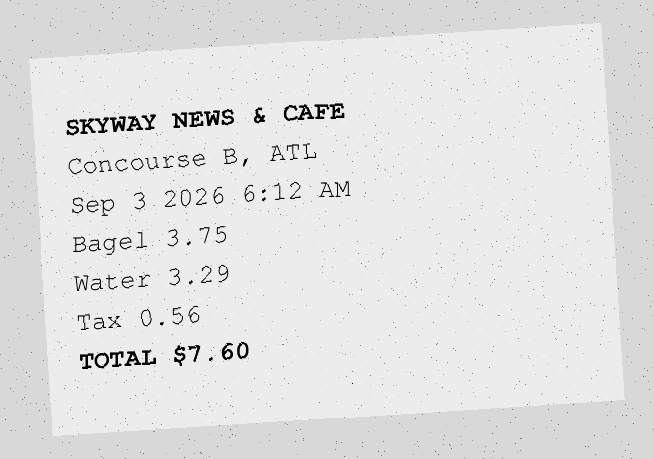 SKYWAY NEWS & CAFE
Concourse B, ATL
Sep 3 2026 6:12 AM
Bagel 3.75
Water 3.29
Tax 0.56
TOTAL $7.60